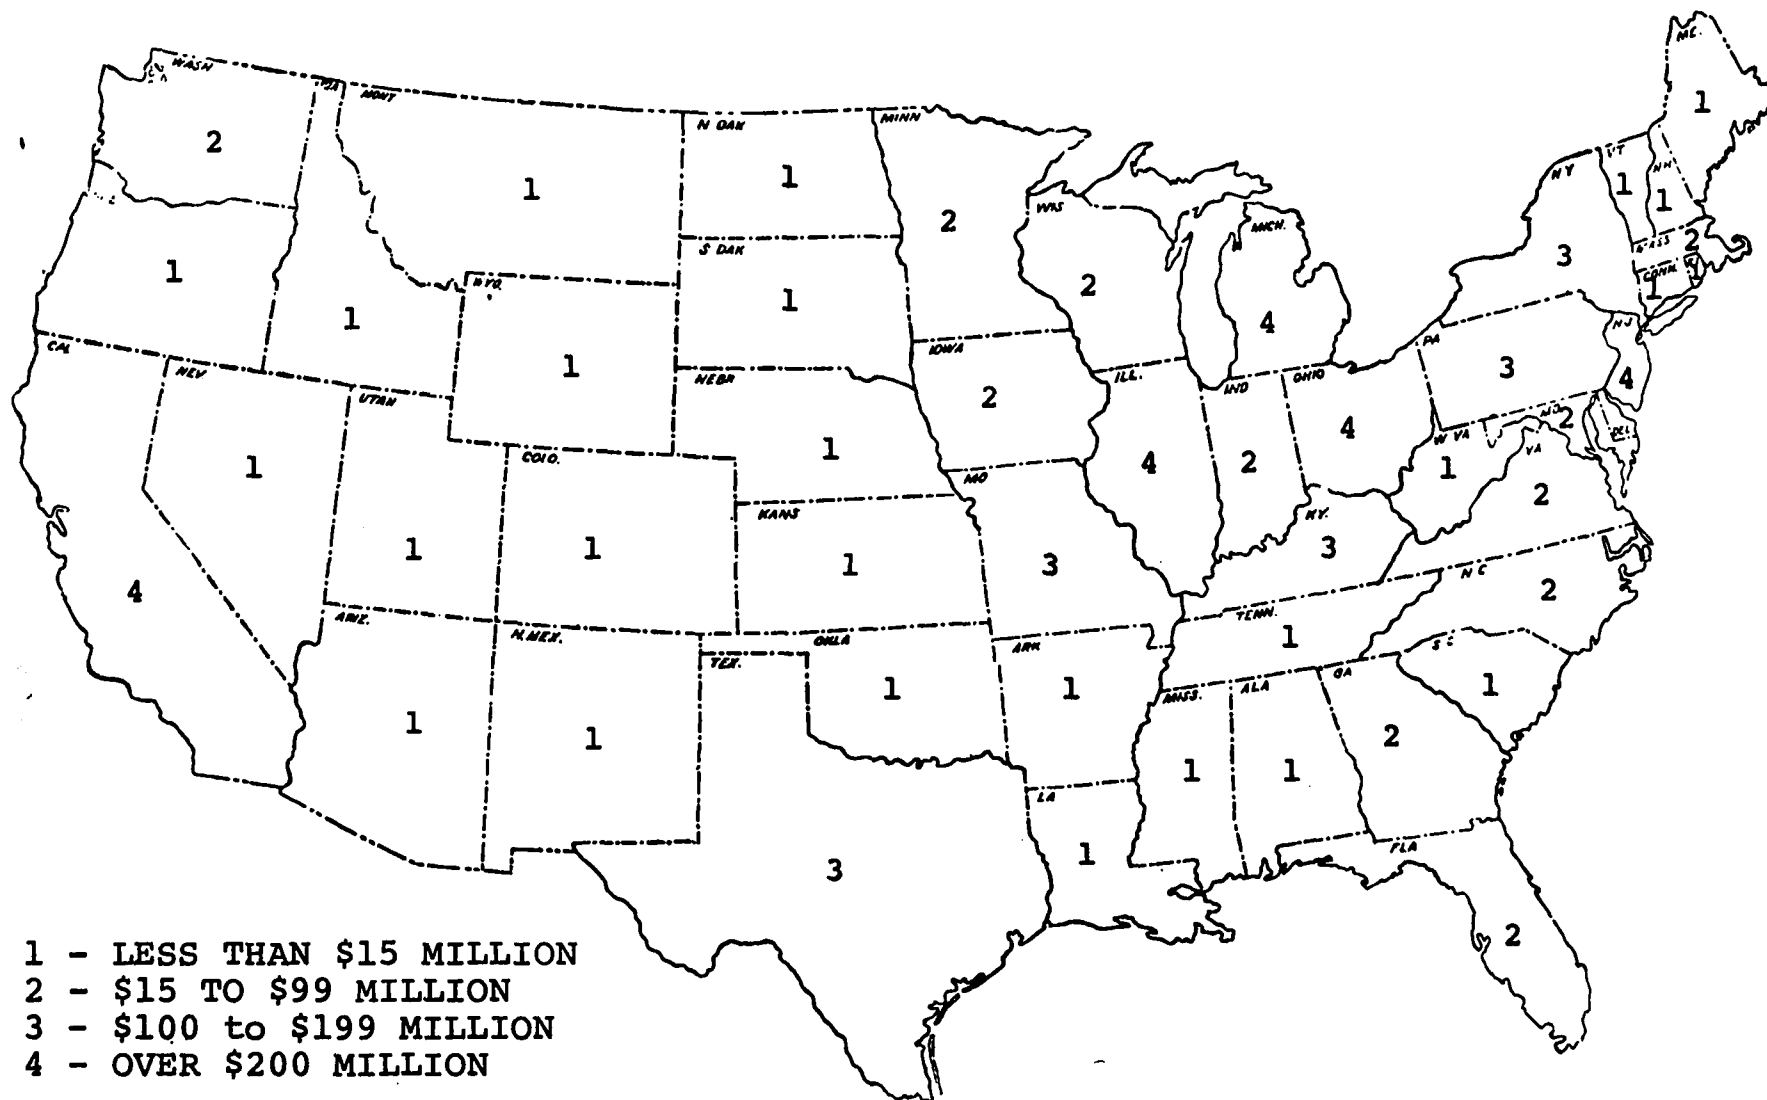 ME.
WASH
IDA
MONT
1
N DAK
MINN
2
1
VT
NH
NY
1
1
1
2
WIS
MICH.
MASS 2
S DAK
3
1
WYO.
CONN
1
1
2
1
1
4
NJ
CAL
IOWA
PA
NEV
1
NEBR
ILL.
IND
OHIO
3
4
UTAH
2
MD
2
4
DEL
W VA
1
COLO.
VA
1
4
2
1
MO
2
KANS
KY.
1
1
1
3
3
4
N C
2
ARIZ.
TENN.
N. MEX.
OKLA
1
ARK
S C
TEX.
GA
1
1
1
MISS.
ALA
1
1
2
1
1
LA
FLA
1
3
2
1 - LESS THAN $15 MILLION
2 - $15 TO $99 MILLION
3 - $100 to $199 MILLION
4 - OVER $200 MILLION